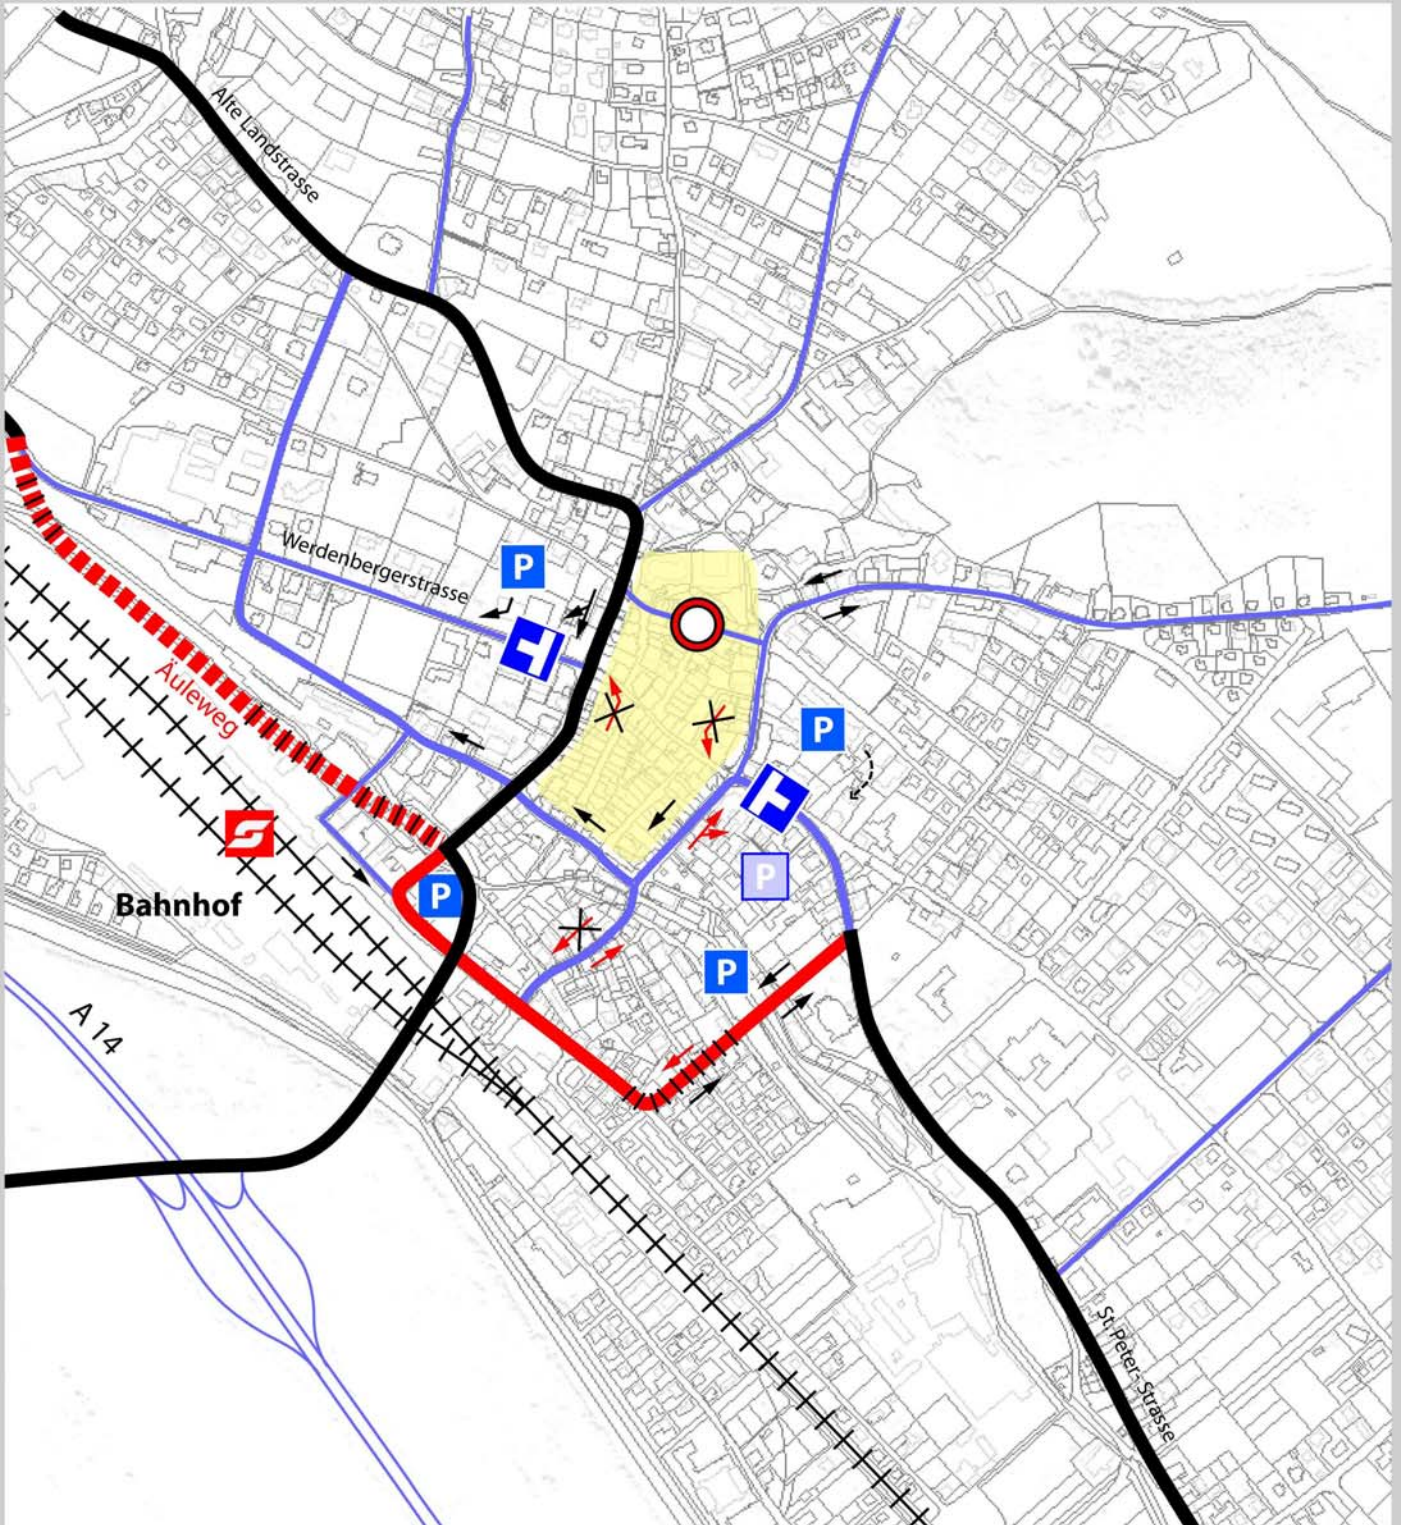 Alte Landstrasse
Werdenbergerstrasse
P
Äuleweg
P
Bahnhof
P
P
P
A 14
St.Peter- Strasse